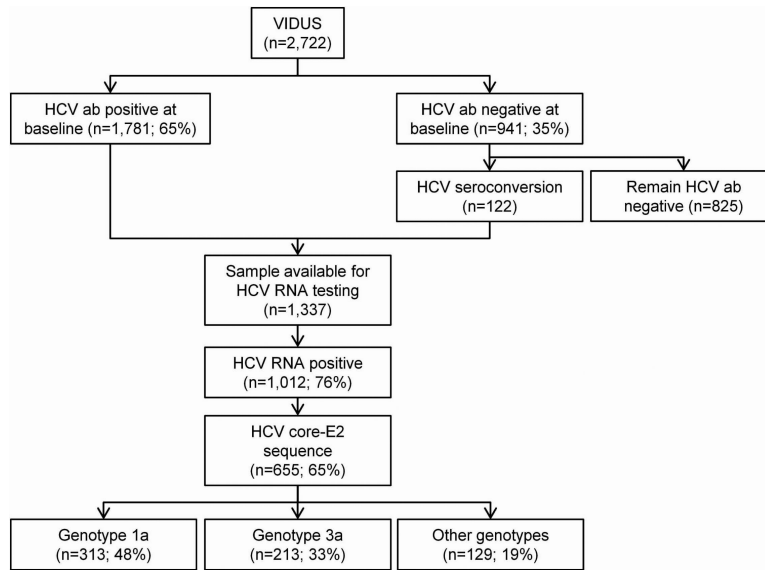 VIDUS
(n=2,722)
HCV ab positive at
baseline (n=1,781; 65%)
HCV ab negative at
baseline (n=941; 35%)
HCV seroconversion
(n=122)
Remain HCV ab
negative (n=825)
Sample available for
HCV RNA testing
(n=1,337)
HCV RNA positive
(n=1,012; 76%)
HCV core-E2
sequence
(n=655; 65%)
Genotype 1a
(n=313; 48%)
Genotype 3a
(n=213; 33%)
Other genotypes
(n=129; 19%)